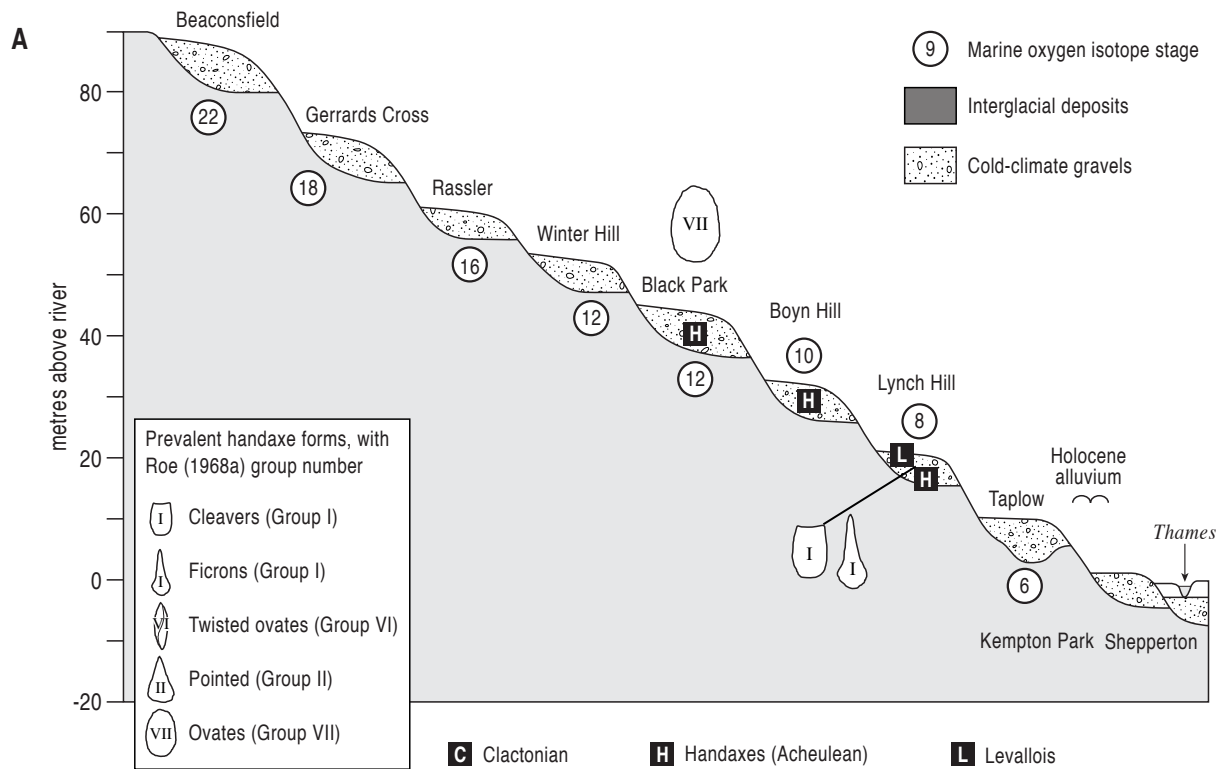 A
Beaconsfield
22
Gerrards Cross
18
Rassler
16
Winter Hill
12
VII
Black Park
H
12
Boyn Hill
10
H
Lynch Hill
8
L
H
I
I
Taplow
6
Holocene
alluvium
Thames
Kempton Park
Shepperton
9
Marine oxygen isotope stage
Interglacial deposits
Cold-climate gravels
metres above river
80
60
40
20
0
-20
Prevalent handaxe forms, with
Roe (1968a) group number
I
Cleavers (Group I)
I
Ficrons (Group I)
VI
Twisted ovates (Group VI)
II
Pointed (Group II)
VII
Ovates (Group VII)
C
Clactonian
H
Handaxes (Acheulean)
L
Levallois